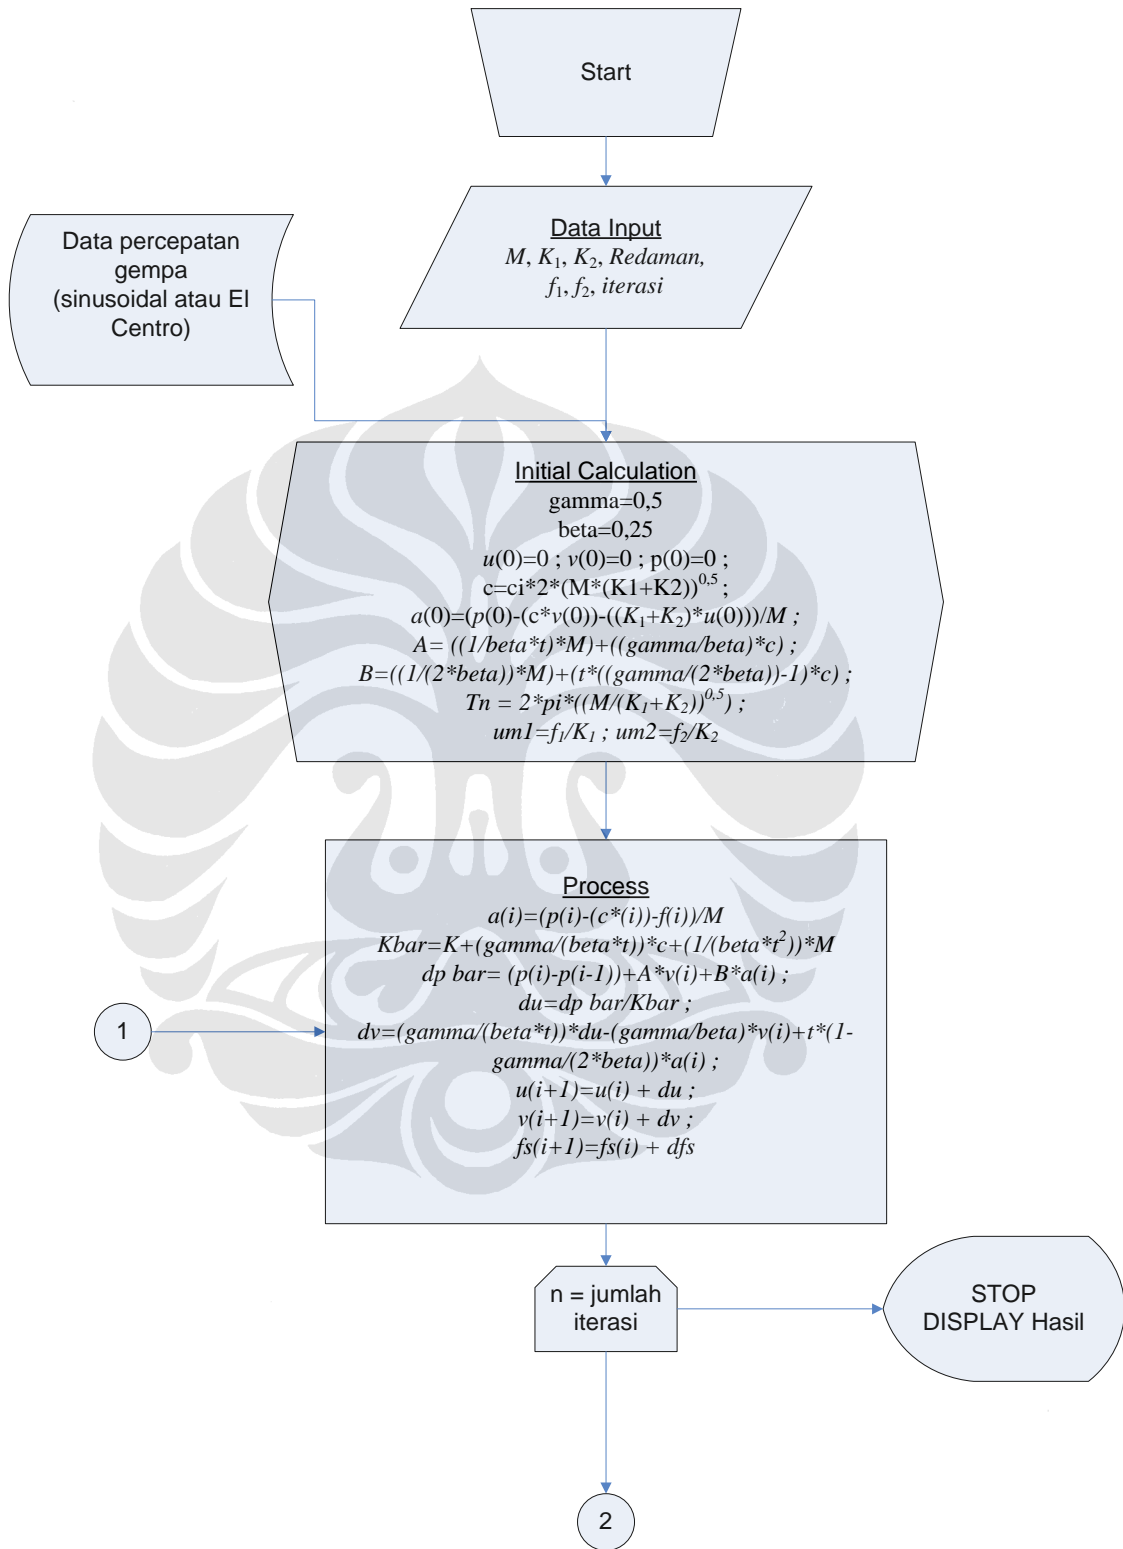 Start
Data Input
M, K₁, K₂, Redaman,
f₁, f₂, iterasi
Data percepatan
gempa
(sinusoidal atau El
Centro)
Initial Calculation
gamma=0,5
beta=0,25
u(0)=0 ; v(0)=0 ; p(0)=0 ;
c=ci*2*(M*(K1+K2))^0,5 ;
a(0)=(p(0)-(c*v(0))-((K₁+K₂)*u(0)))/M ;
A= ((1/beta*t)*M)+((gamma/beta)*c) ;
B=((1/(2*beta))*M)+(t*((gamma/(2*beta))-1)*c) ;
Tn = 2*pi*((M/(K₁+K₂))^0,5) ;
um1=f₁/K₁ ; um2=f₂/K₂
Process
a(i)=(p(i)-(c*(i))-f(i))/M
Kbar=K+(gamma/(beta*t))*c+(1/(beta*t²))*M
dp bar= (p(i)-p(i-1))+A*v(i)+B*a(i) ;
du=dp bar/Kbar ;
dv=(gamma/(beta*t))*du-(gamma/beta)*v(i)+t*(1-
gamma/(2*beta))*a(i) ;
u(i+1)=u(i) + du ;
v(i+1)=v(i) + dv ;
fs(i+1)=fs(i) + dfs
1
n = jumlah
iterasi
STOP
DISPLAY Hasil
2